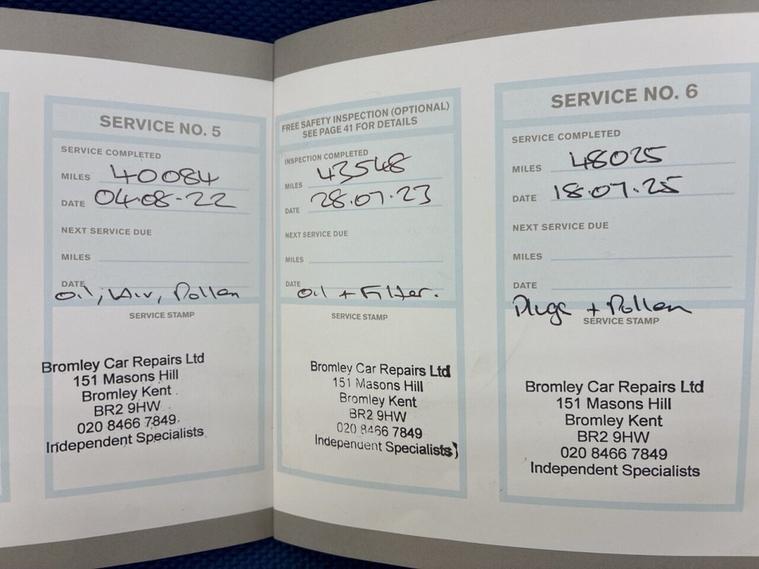 SERVICE NO. 5
SERVICE COMPLETED
MILES 40084
DATE 04-08-22
NEXT SERVICE DUE
MILES
DATE
Oil, Air, Pollen
SERVICE STAMP
Bromley Car Repairs Ltd
151 Masons Hill
Bromley Kent
BR2 9HW
020 8466 7849
Independent Specialists
FREE SAFETY INSPECTION (OPTIONAL)
SEE PAGE 41 FOR DETAILS
INSPECTION COMPLETED
MILES 43548
DATE 28.07.23
NEXT SERVICE DUE
MILES
DATE
Oil + Filter.
SERVICE STAMP
Bromley Car Repairs Ltd
151 Masons Hill
Bromley Kent
BR2 9HW
020 8466 7849
Independent Specialists
SERVICE NO. 6
SERVICE COMPLETED
MILES 48025
DATE 18.07.25
NEXT SERVICE DUE
MILES
DATE
Plugs + Pollen
SERVICE STAMP
Bromley Car Repairs Ltd
151 Masons Hill
Bromley Kent
BR2 9HW
020 8466 7849
Independent Specialists